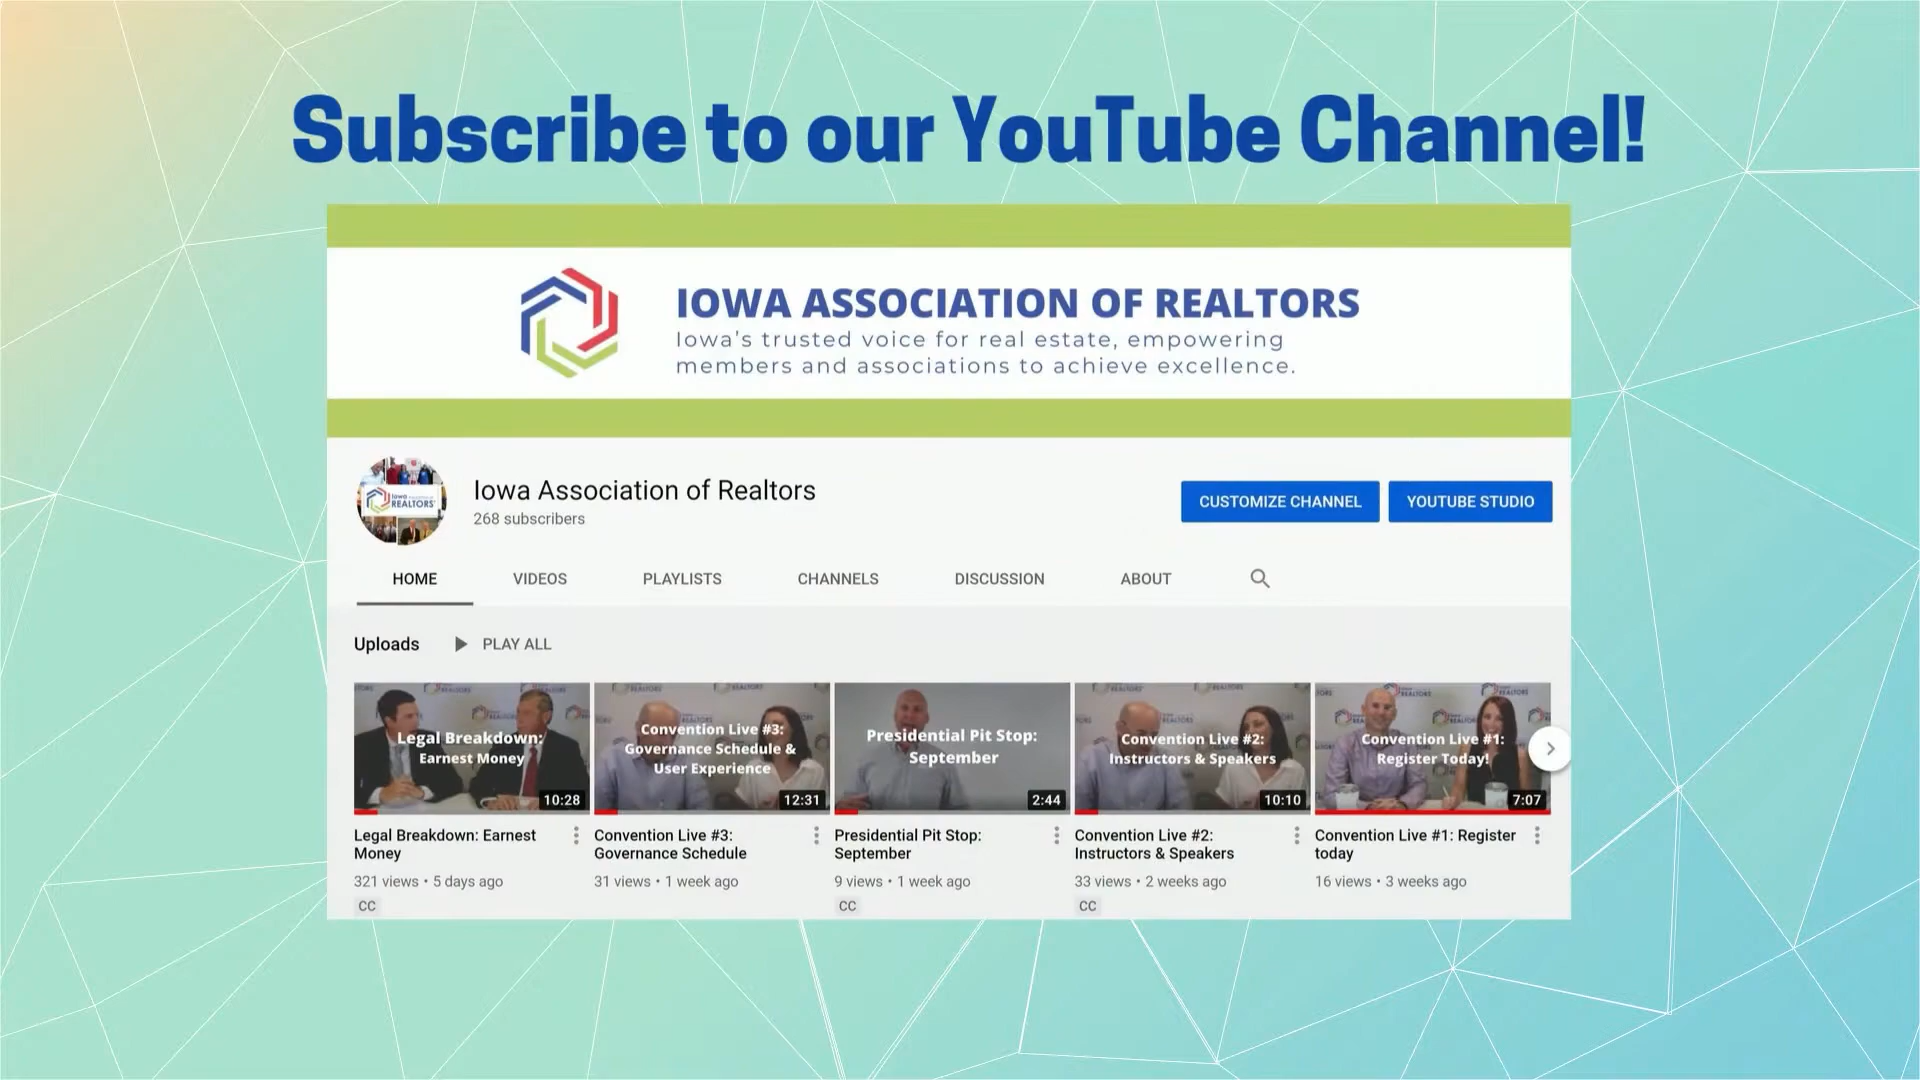 Subscribe to our YouTube Channel!
IOWA ASSOCIATION OF REALTORS
Iowa's trusted voice for real estate, empowering
members and associations to achieve excellence.
Iowa
REALTORS
Iowa Association of Realtors
268 subscribers
CUSTOMIZE CHANNEL
YOUTUBE STUDIO
HOME VIDEOS PLAYLISTS CHANNELS DISCUSSION ABOUT
Uploads
PLAY ALL
Legal Breakdown:
Earnest Money
10:28
Convention Live #3:
Governance Schedule &
User Experience
12:31
Presidential Pit Stop:
September
2:44
Convention Live #2:
Instructors & Speakers
10:10
Convention Live #1:
Register Today!
7:07
Legal Breakdown: Earnest
Money
321 views • 5 days ago
CC
Convention Live #3:
Governance Schedule
31 views • 1 week ago
Presidential Pit Stop:
September
9 views • 1 week ago
CC
Convention Live #2:
Instructors & Speakers
33 views • 2 weeks ago
CC
Convention Live #1: Register
today
16 views • 3 weeks ago